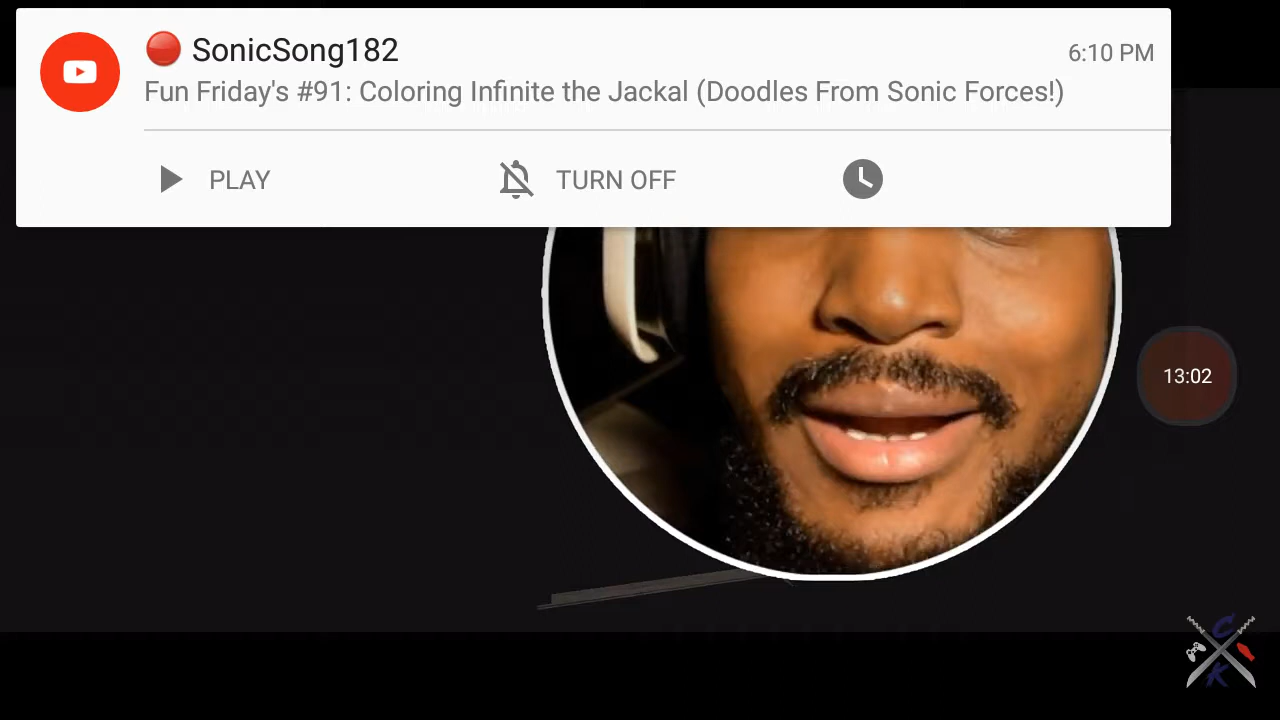 🔴 SonicSong182
6:10 PM
Fun Friday's #91: Coloring Infinite the Jackal (Doodles From Sonic Forces!)
PLAY
TURN OFF
13:02
C
K